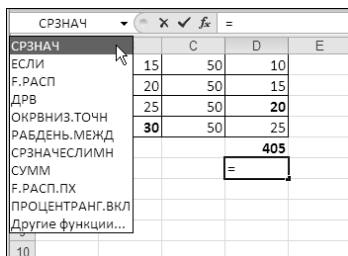 СРЗНАЧ fx =
СРЗНАЧ C D E
ЕСЛИ 15 50 10
F.РАСП 20 50 15
ДРВ 25 50 20
ОКРВНИЗ.ТОЧН 30 50 25
РАБДЕНЬ.МЕЖД 405
СРЗНАЧЕСЛИМН =
СУММ
F.РАСП.ПХ
ПРОЦЕНТРАНГ.ВКЛ
Другие функции...
10